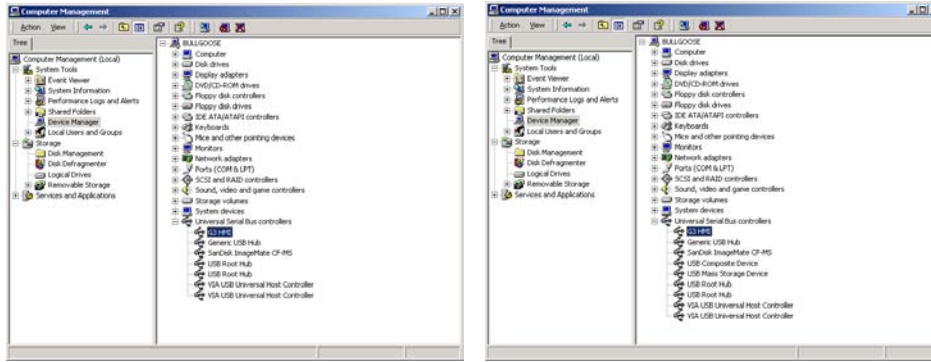 Computer Management
Action View
Tree
Computer Management (Local)
System Tools
Event Viewer
System Information
Performance Logs and Alerts
Shared Folders
Device Manager
Local Users and Groups
Storage
Disk Management
Disk Defragmenter
Logical Drives
Removable Storage
Services and Applications
BULLGOOSE
Computer
Disk drives
Display adapters
DVD/CD-ROM drives
Floppy disk controllers
Floppy disk drives
IDE ATA/ATAPI controllers
Keyboards
Mice and other pointing devices
Monitors
Network adapters
Ports (COM & LPT)
SCSI and RAID controllers
Sound, video and game controllers
Storage volumes
System devices
Universal Serial Bus controllers
G3 HMI
Generic USB Hub
SanDisk ImageMate CF-MS
USB Root Hub
USB Root Hub
VIA USB Universal Host Controller
VIA USB Universal Host Controller
Computer Management
Action View
Tree
Computer Management (Local)
System Tools
Event Viewer
System Information
Performance Logs and Alerts
Shared Folders
Device Manager
Local Users and Groups
Storage
Disk Management
Disk Defragmenter
Logical Drives
Removable Storage
Services and Applications
BULLGOOSE
Computer
Disk drives
Display adapters
DVD/CD-ROM drives
Floppy disk controllers
Floppy disk drives
IDE ATA/ATAPI controllers
Keyboards
Mice and other pointing devices
Monitors
Network adapters
Ports (COM & LPT)
SCSI and RAID controllers
Sound, video and game controllers
Storage volumes
System devices
Universal Serial Bus controllers
G3 HMI
Generic USB Hub
SanDisk ImageMate CF-MS
USB Composite Device
USB Mass Storage Device
USB Root Hub
USB Root Hub
VIA USB Universal Host Controller
VIA USB Universal Host Controller